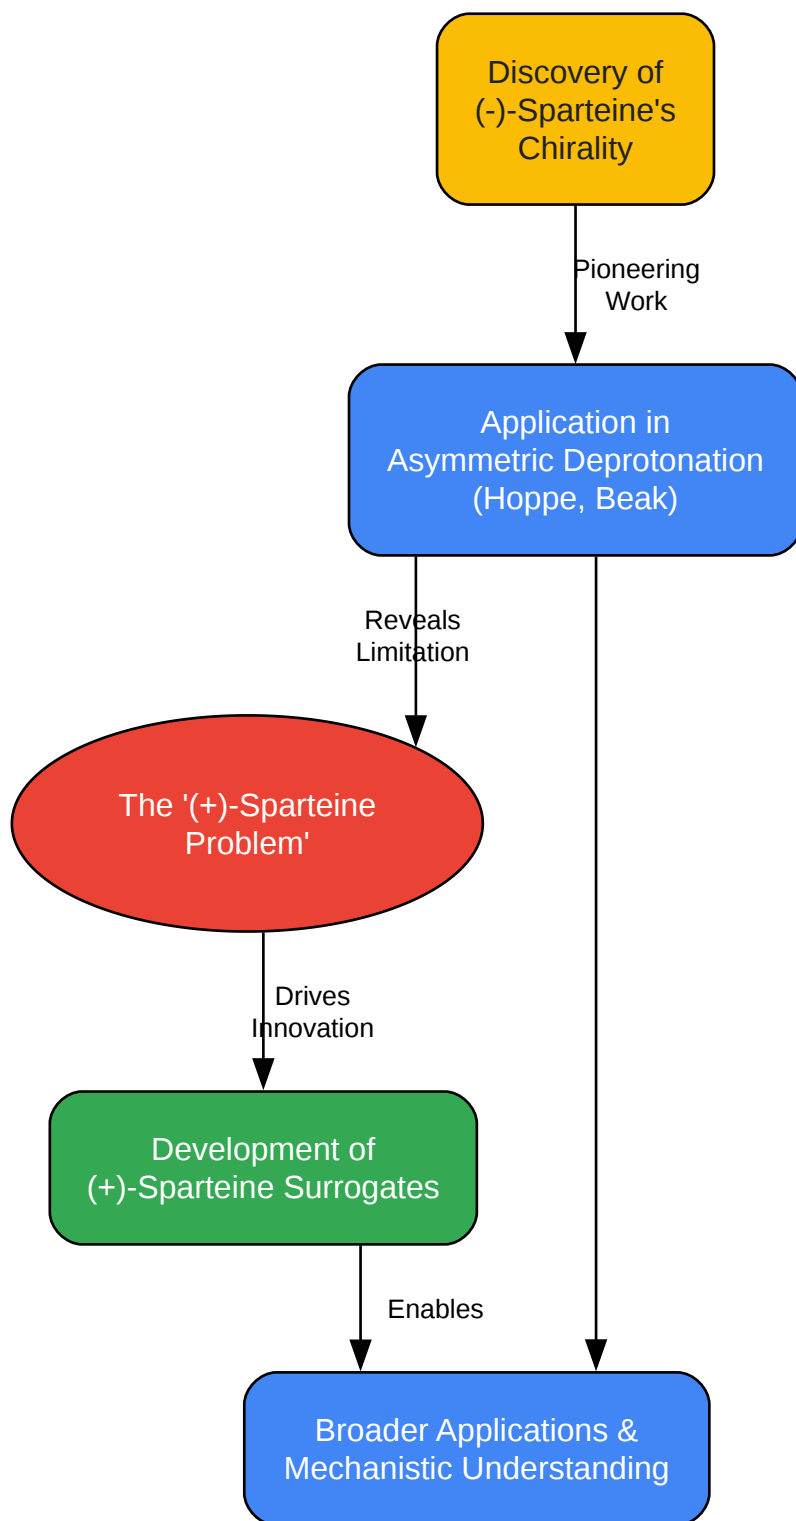 Discovery of
(-)-Sparteine's
Chirality
Pioneering
Work
Application in
Asymmetric Deprotonation
(Hoppe, Beak)
Reveals
Limitation
The '(+)-Sparteine
Problem'
Drives
Innovation
Development of
(+)-Sparteine Surrogates
Enables
Broader Applications &
Mechanistic Understanding